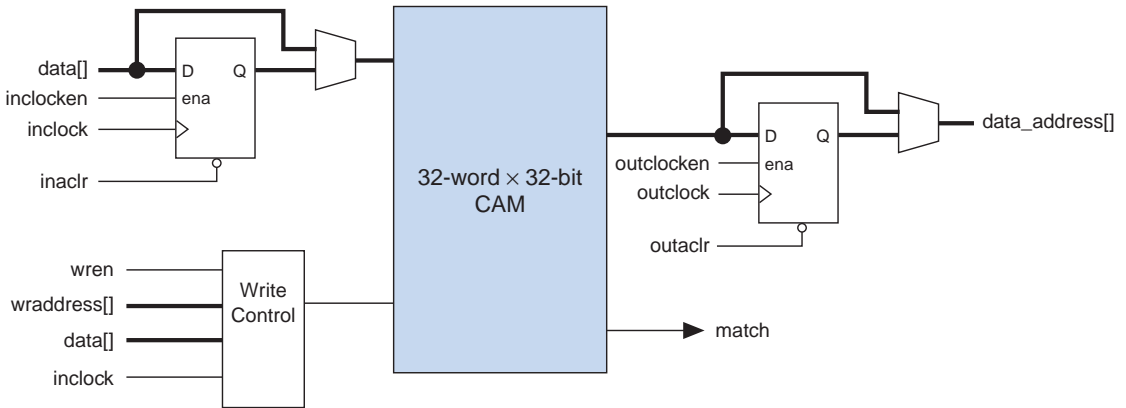 data[]
D
Q
inclocken
ena
inclock
inaclr
32-word × 32-bit
CAM
D
Q
data_address[]
outclocken
ena
outclock
outaclr
wren
wraddress[]
data[]
inclock
Write
Control
match